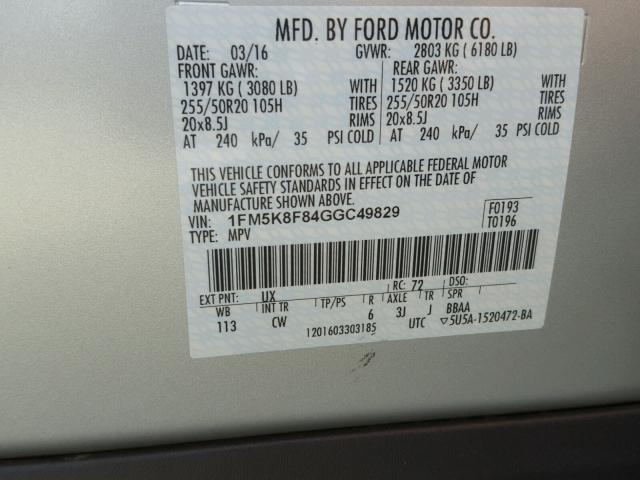 MFD. BY FORD MOTOR CO.
DATE: 03/16 GVWR: 2803 KG ( 6180 LB)
FRONT GAWR: REAR GAWR:
1397 KG ( 3080 LB) WITH 1520 KG ( 3350 LB) WITH
255/50R20 105H TIRES 255/50R20 105H TIRES
20x8.5J RIMS 20x8.5J RIMS
AT 240 kPa/ 35 PSI COLD AT 240 kPa/ 35 PSI COLD
THIS VEHICLE CONFORMS TO ALL APPLICABLE FEDERAL MOTOR
VEHICLE SAFETY STANDARDS IN EFFECT ON THE DATE OF
MANUFACTURE SHOWN ABOVE.
VIN: 1FM5K8F84GGC49829 F0193
TYPE: MPV T0196
EXT PNT: UX RC: 72 DSO:
WB INT TR TP/PS R AXLE TR SPR
113 CW 6 3J J BBAA
1201603303185 UTC ▽5U5A-1520472-BA